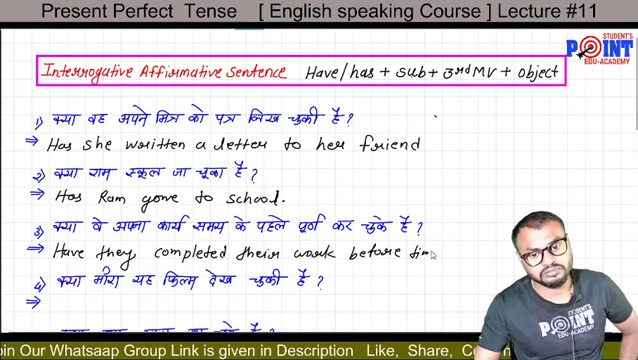 Present Perfect Tense [ English speaking Course ] Lecture #11
STUDENT'S
POINT
EDU-ACADEMY
Interrogative Affirmative Sentence Have/has + sub + 3rd MV + object
1) क्या वह अपने मित्र को पत्र लिख चुकी है ?
⇒ Has she written a letter to her friend
2) क्या राम स्कूल जा चूका है ?
⇒ Has Ram gone to school.
3) क्या वे अपना कार्य समय के पहले पूर्ण कर चुके है ?
⇒ Have they completed their work before tim
4) क्या मीरा यह फिल्म देख चुकी है ?
⇒
POINT
EDU-ACADEMY
oin Our Whatsaap Group Link is given in Description Like, Share, Co